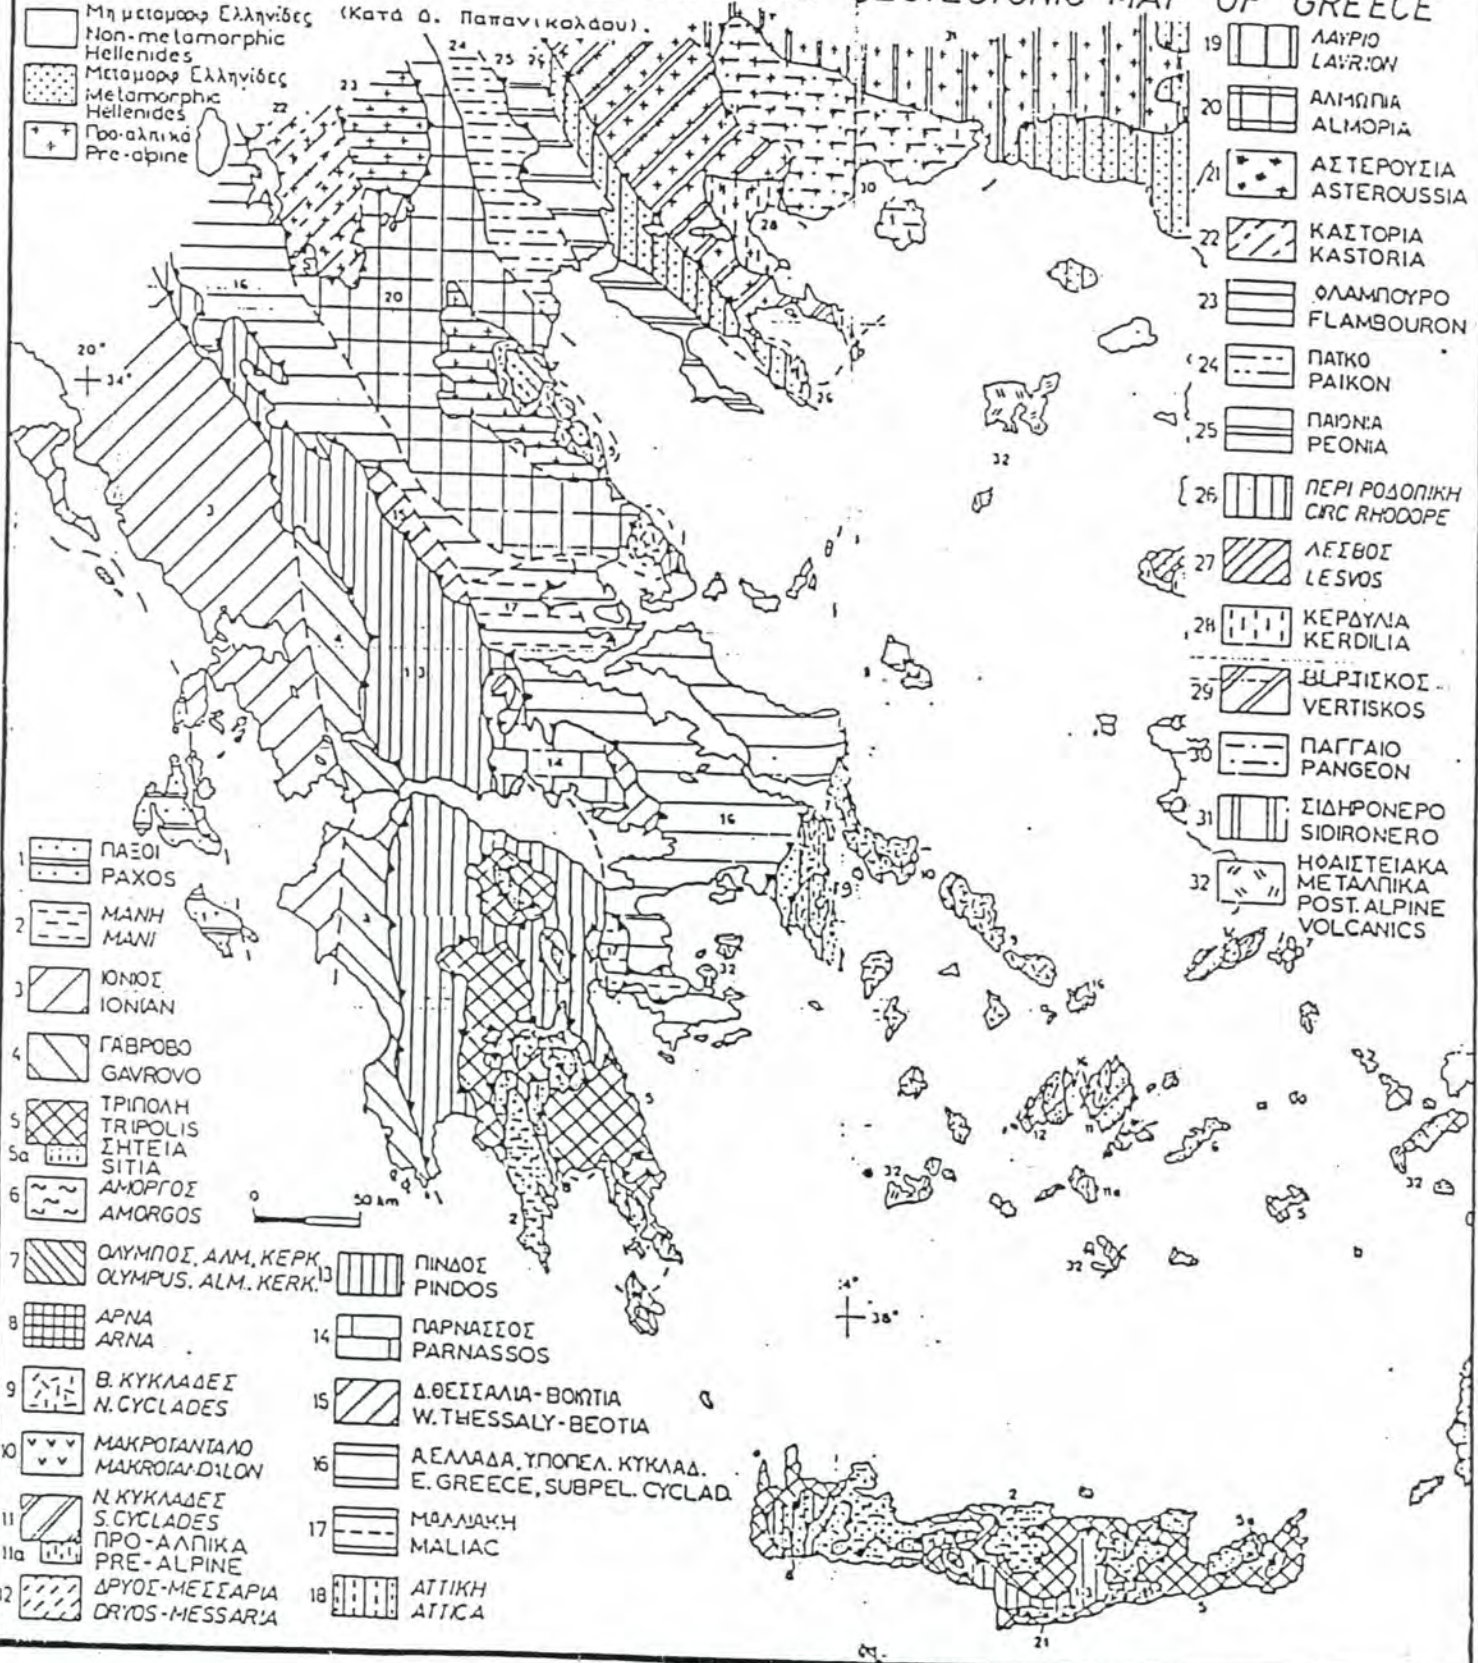 MAP OF GREECE
Μη μεταμορφ Ελληνίδες (Κατά Δ. Παπανικολάου).
Non-metamorphic
Hellenides
Μεταμορφ Ελληνίδες
Metamorphic
Hellenides
Προ-αλπικά
Pre-alpine
20°
34°
0 50 km
24°
38°
1 ΠΑΞΟΙ
PAXOS
2 ΜΑΝΗ
MANI
3 ΙΟΝΙΟΣ
IONIAN
4 ΓΑΒΡΟΒΟ
GAVROVO
5 ΤΡΙΠΟΛΗ
TRIPOLIS
5a ΣΗΤΕΙΑ
SITIA
6 ΑΜΟΡΓΟΣ
AMORGOS
7 ΟΛΥΜΠΟΣ, ΑΛΜ. ΚΕΡΚ.
OLYMPUS. ALM. KERK.
8 ΑΡΝΑ
ARNA
9 Β. ΚΥΚΛΑΔΕΣ
N. CYCLADES
10 ΜΑΚΡΟΤΑΝΤΑΛΟ
MAKROTANDALON
11 Ν. ΚΥΚΛΑΔΕΣ
S. CYCLADES
11a ΠΡΟ-ΑΛΠΙΚΑ
PRE-ALPINE
12 ΔΡΥΟΣ-ΜΕΣΣΑΡΙΑ
DRYOS-MESSARIA
13 ΠΙΝΔΟΣ
PINDOS
14 ΠΑΡΝΑΣΣΟΣ
PARNASSOS
15 Δ. ΘΕΣΣΑΛΙΑ-ΒΟΙΩΤΙΑ
W. THESSALY-BEOTIA
16 Α. ΕΛΛΑΔΑ, ΥΠΟΠΕΛ. ΚΥΚΛΑΔ.
E. GREECE, SUBPEL. CYCLAD.
17 ΜΑΛΛΙΑΚΗ
MALIAC
18 ΑΤΤΙΚΗ
ATTICA
19 ΛΑΥΡΙΟ
LAVRION
20 ΑΛΜΩΠΙΑ
ALMOPIA
21 ΑΣΤΕΡΟΥΣΙΑ
ASTEROUSSIA
22 ΚΑΣΤΟΡΙΑ
KASTORIA
23 ΦΛΑΜΠΟΥΡΟ
FLAMBOURON
24 ΠΑΪΚΟ
PAIKON
25 ΠΑΙΟΝΙΑ
PEONIA
26 ΠΕΡΙ ΡΟΔΟΠΙΚΗ
CIRC RHODOPE
27 ΛΕΣΒΟΣ
LESVOS
28 ΚΕΡΔΥΛΙΑ
KERDILIA
29 ΒΕΡΤΙΣΚΟΣ
VERTISKOS
30 ΠΑΓΓΑΙΟ
PANGEON
31 ΣΙΔΗΡΟΝΕΡΟ
SIDIRONERO
32 ΗΦΑΙΣΤΕΙΑΚΑ
ΜΕΤΑΛΠΙΚΑ
POST. ALPINE
VOLCANICS